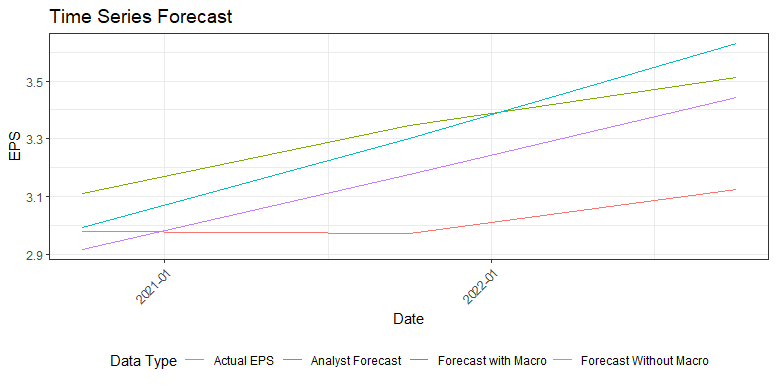 Time Series Forecast
3.5
3.3
3.1
2.9
EPS
2021-01
2022-01
Date
Data Type Actual EPS Analyst Forecast Forecast with Macro Forecast Without Macro